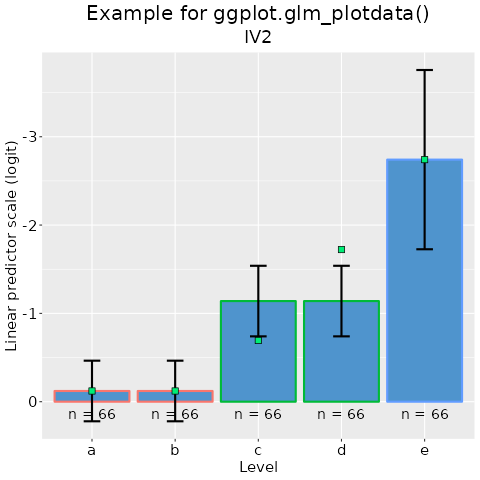 Example for ggplot.glm_plotdata()
IV2
Linear predictor scale (logit)
-3
-2
-1
0
n = 66 n = 66 n = 66 n = 66 n = 66
a b c d e
Level